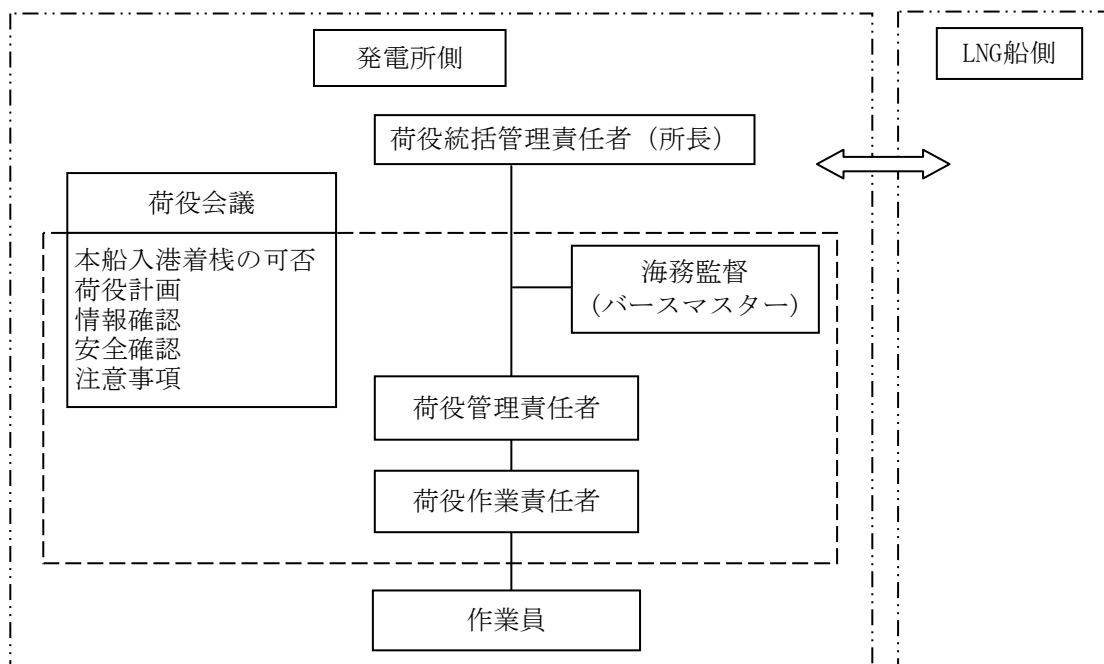 発電所側
LNG船側
荷役統括管理責任者（所長）
荷役会議
本船入港着桟の可否
荷役計画
情報確認
安全確認
注意事項
海務監督
（バースマスター）
荷役管理責任者
荷役作業責任者
作業員